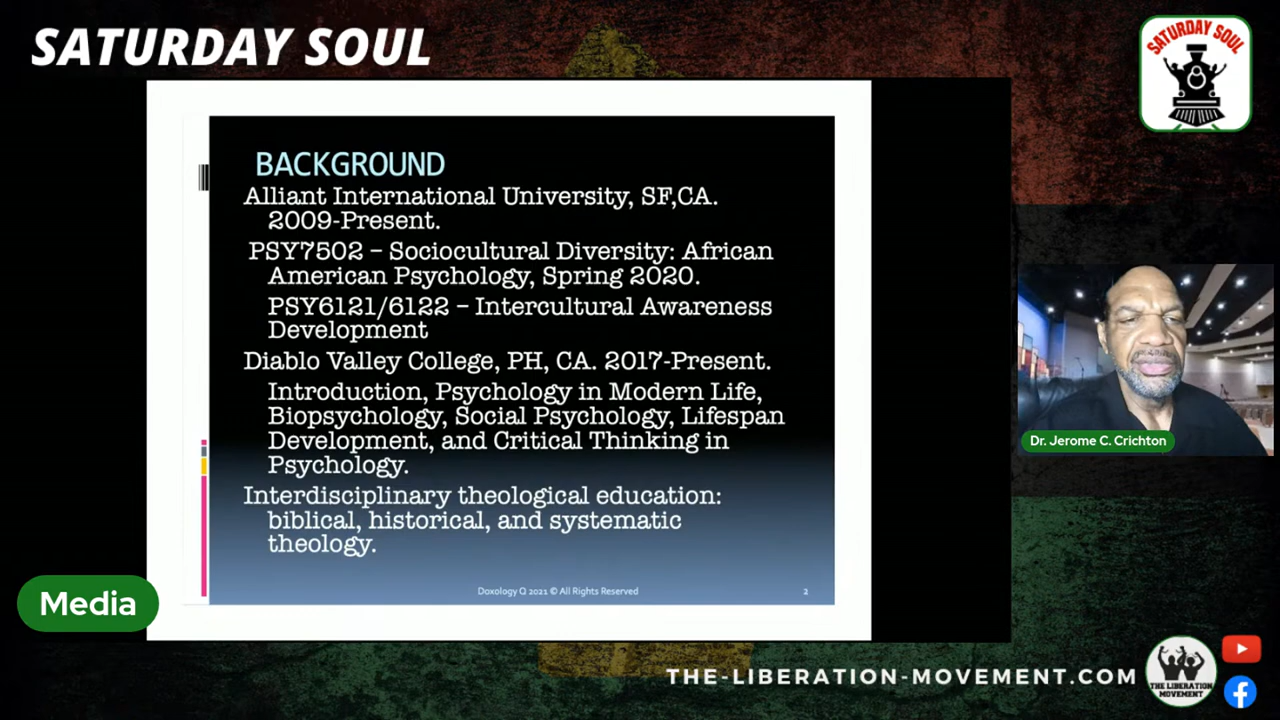 SATURDAY SOUL
SATURDAY SOUL
BACKGROUND
Alliant International University, SF,CA.
2009-Present.
PSY7502 – Sociocultural Diversity: African
American Psychology, Spring 2020.
PSY6121/6122 – Intercultural Awareness
Development
Diablo Valley College, PH, CA. 2017-Present.
Introduction, Psychology in Modern Life,
Biopsychology, Social Psychology, Lifespan
Development, and Critical Thinking in
Psychology.
Interdisciplinary theological education:
biblical, historical, and systematic
theology.
Doxology Q 2021 © All Rights Reserved
2
Dr. Jerome C. Crichton
Media
THE-LIBERATION-MOVEMENT.COM
THE LIBERATION
MOVEMENT